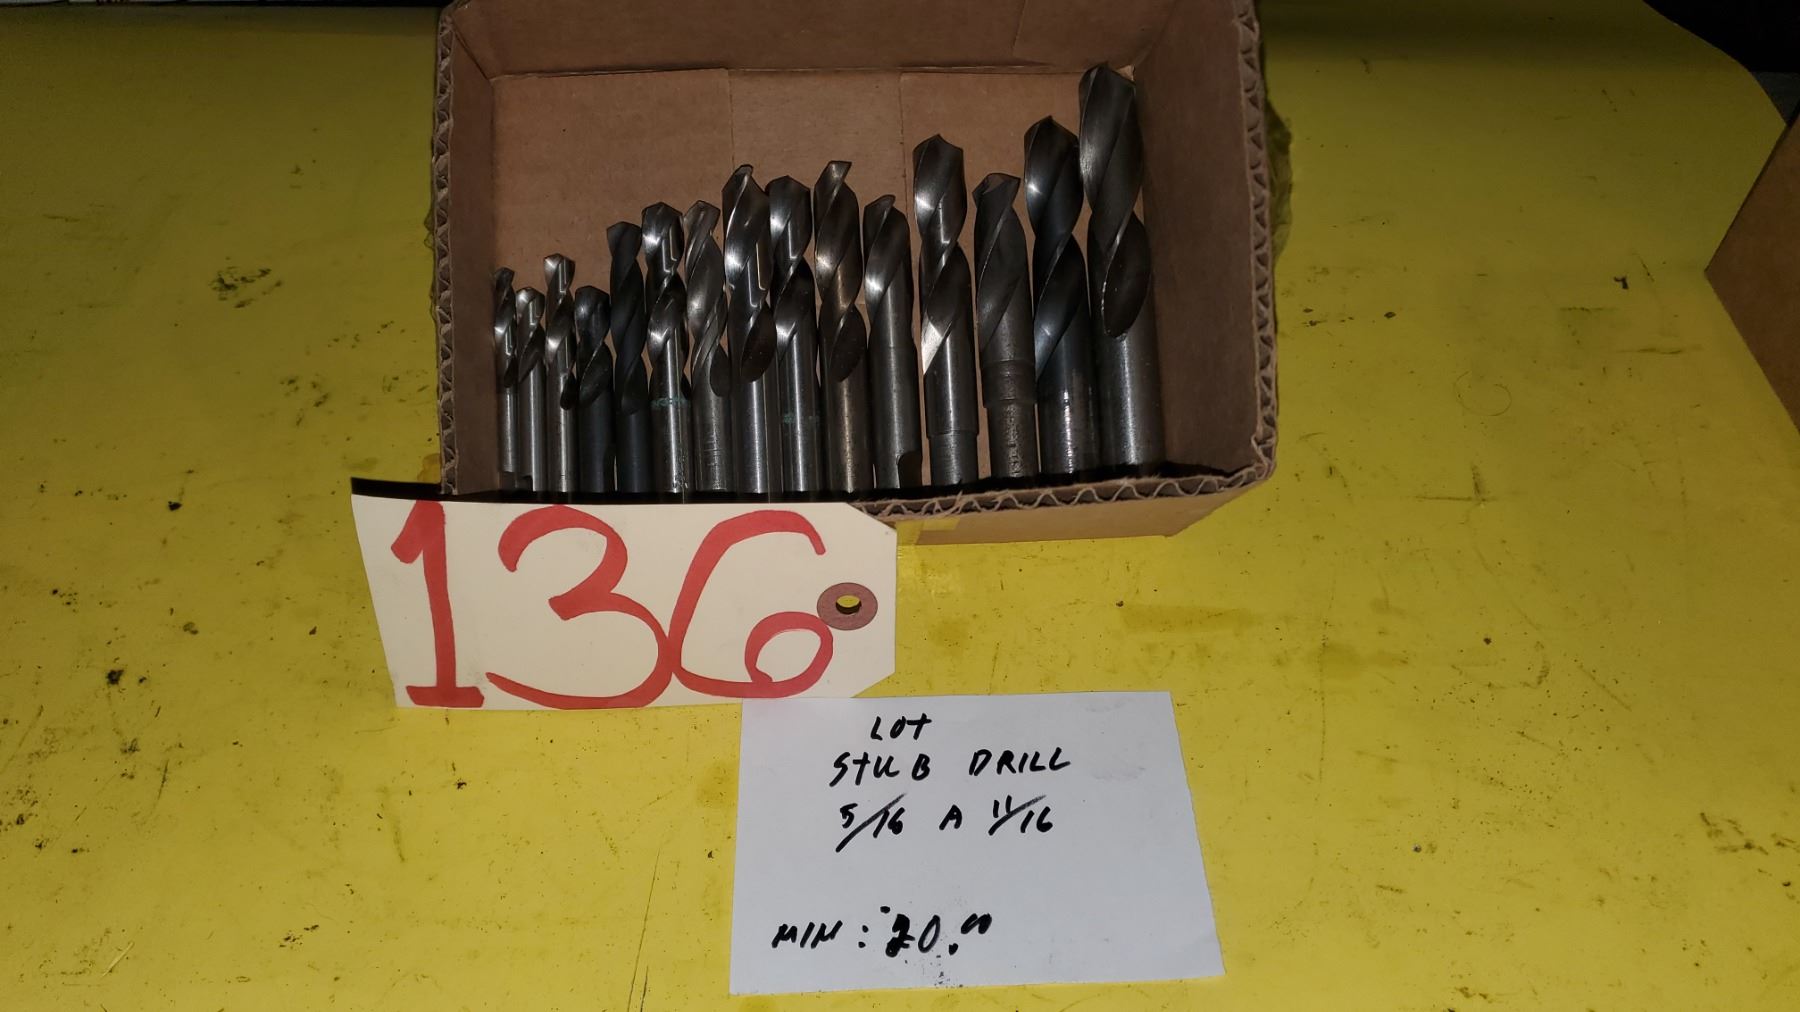 136
LOT
STUB DRILL
5/16 A 11/16
MIN: 20.00